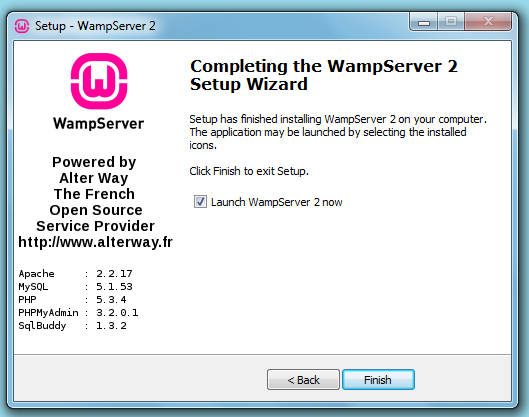 Setup - WampServer 2
WampServer
Powered by
Alter Way
The French
Open Source
Service Provider
http://www.alterway.fr
Apache : 2.2.17
MySQL : 5.1.53
PHP : 5.3.4
PHPMyAdmin : 3.2.0.1
SqlBuddy : 1.3.2
Completing the WampServer 2
Setup Wizard
Setup has finished installing WampServer 2 on your computer.
The application may be launched by selecting the installed
icons.
Click Finish to exit Setup.
Launch WampServer 2 now
< Back
Finish